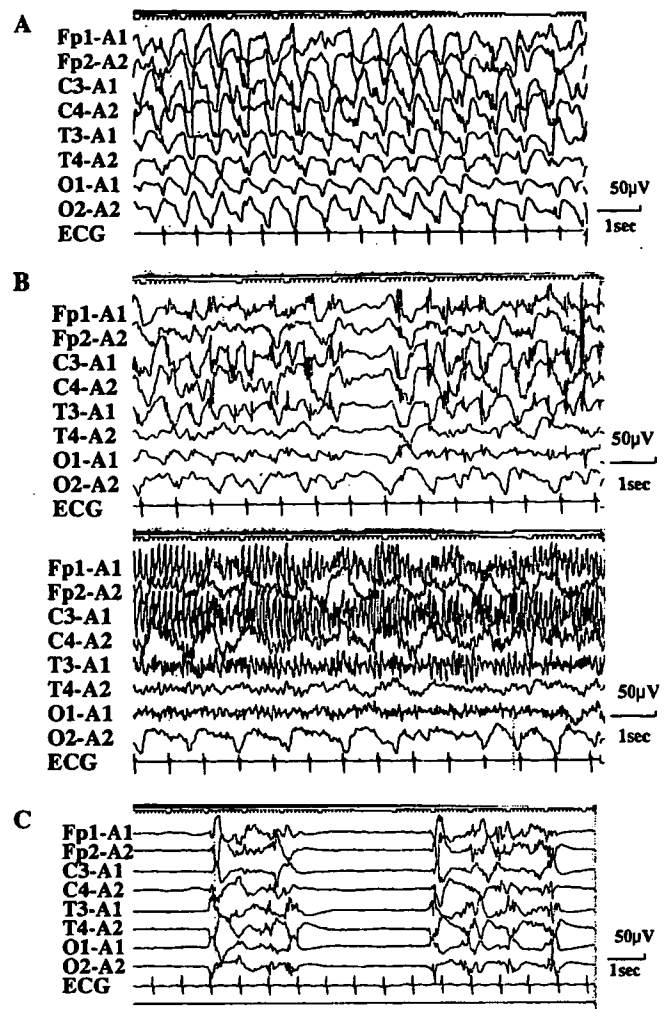 A
Fp1-A1
Fp2-A2
C3-A1
C4-A2
T3-A1
T4-A2
O1-A1
O2-A2
ECG
50μV
1sec
B
Fp1-A1
Fp2-A2
C3-A1
C4-A2
T3-A1
T4-A2
O1-A1
O2-A2
ECG
50μV
1sec
Fp1-A1
Fp2-A2
C3-A1
C4-A2
T3-A1
T4-A2
O1-A1
O2-A2
ECG
50μV
1sec
C
Fp1-A1
Fp2-A2
C3-A1
C4-A2
T3-A1
T4-A2
O1-A1
O2-A2
ECG
50μV
1sec